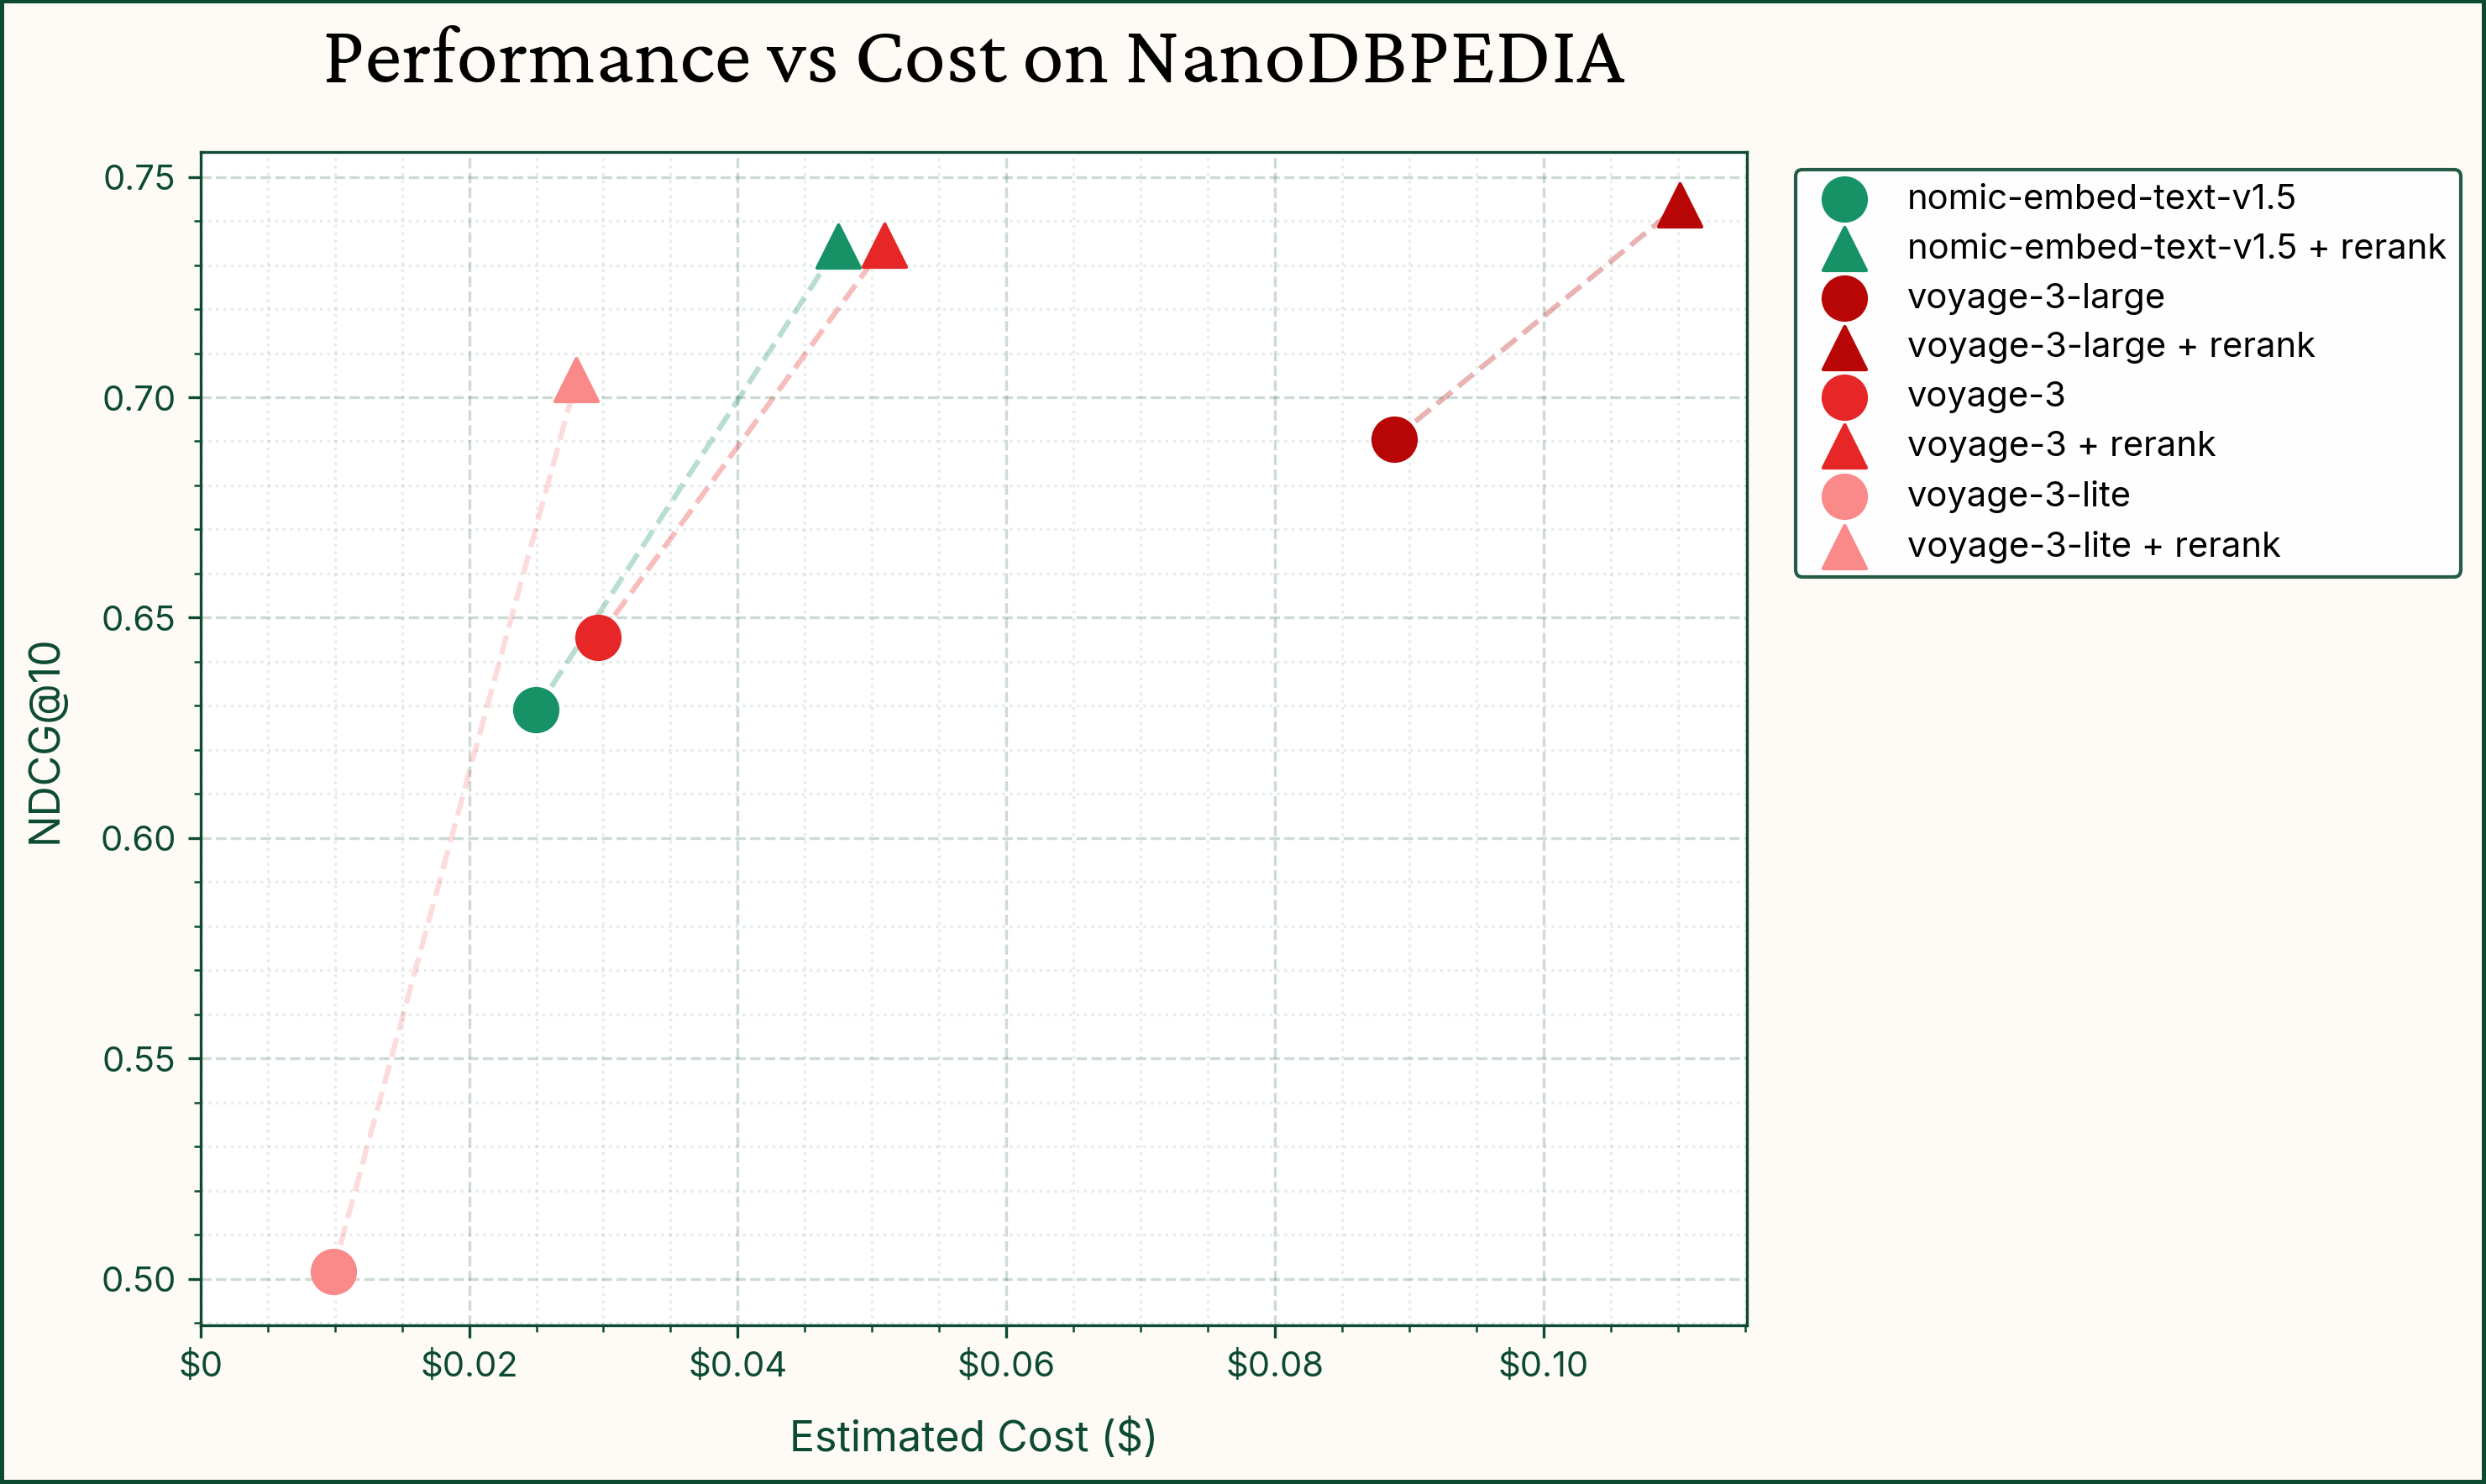 Performance vs Cost on NanoDBPEDIA
0.75
0.70
0.65
0.60
0.55
0.50
NDCG@10
$0
$0.02
$0.04
$0.06
$0.08
$0.10
Estimated Cost ($)
nomic-embed-text-v1.5
nomic-embed-text-v1.5 + rerank
voyage-3-large
voyage-3-large + rerank
voyage-3
voyage-3 + rerank
voyage-3-lite
voyage-3-lite + rerank